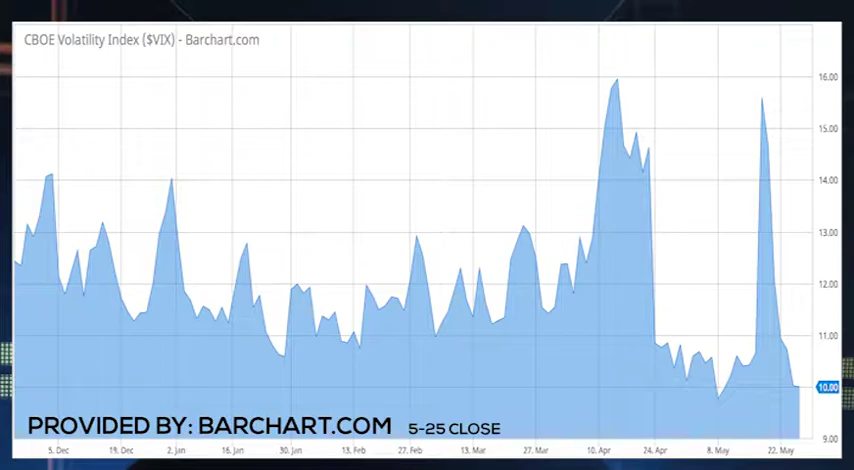 CBOE Volatility Index ($VIX) - Barchart.com
16.00
15.00
14.00
13.00
12.00
11.00
10.00
9.00
PROVIDED BY: BARCHART.COM 5-25 CLOSE
5. Dec 19. Dec 2. Jan 16. Jan 30. Jan 13. Feb 27. Feb 13. Mar 27. Mar 10. Apr 24. Apr 8. May 22. May